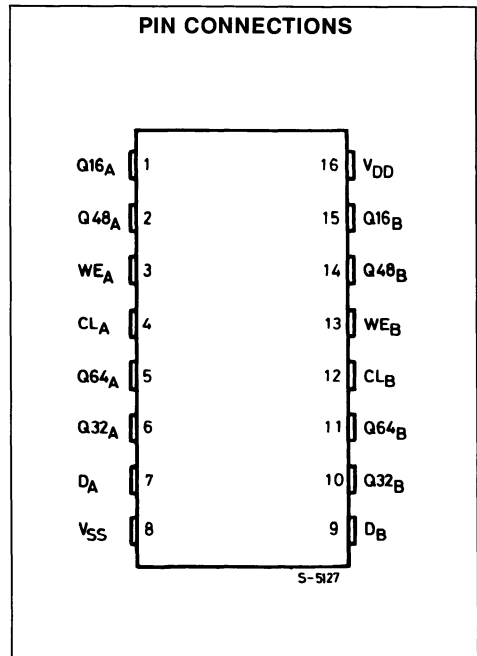 PIN CONNECTIONS
Q16A 1 16 VDD
Q48A 2 15 Q16B
WEA 3 14 Q48B
CLA 4 13 WEB
Q64A 5 12 CLB
Q32A 6 11 Q64B
DA 7 10 Q32B
VSS 8 9 DB
S-5127